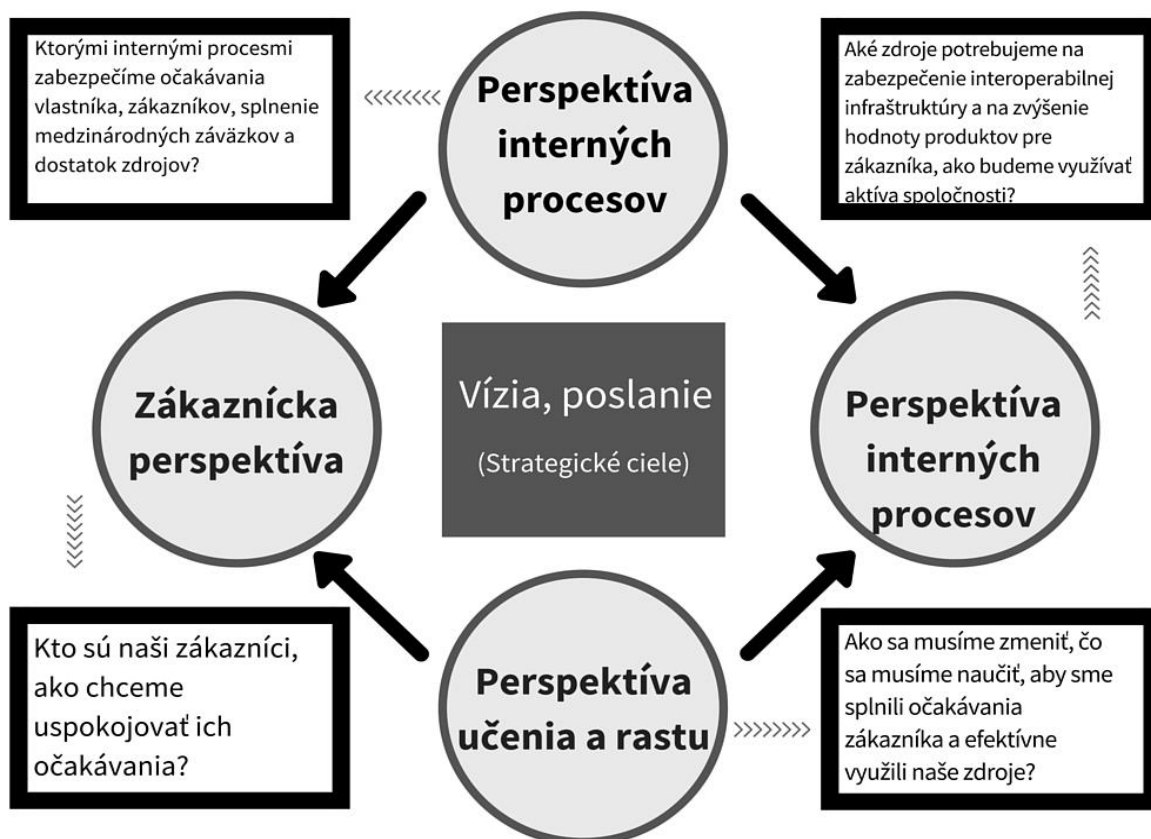 Ktorými internými procesmi
zabezpečíme očakávania
vlastníka, zákazníkov, splnenie
medzinárodných záväzkov a
dostatok zdrojov?
Perspektíva
interných
procesov
Aké zdroje potrebujeme na
zabezpečenie interoperabilnej
infraštruktúry a na zvýšenie
hodnoty produktov pre
zákazníka, ako budeme využívať
aktíva spoločnosti?
Zákaznícka
perspektíva
Vízia, poslanie
(Strategické ciele)
Perspektíva
interných
procesov
Kto sú naši zákazníci,
ako chceme
uspokojovať ich
očakávania?
Perspektíva
učenia a rastu
Ako sa musíme zmeniť, čo
sa musíme naučiť, aby sme
splnili očakávania
zákazníka a efektívne
využili naše zdroje?